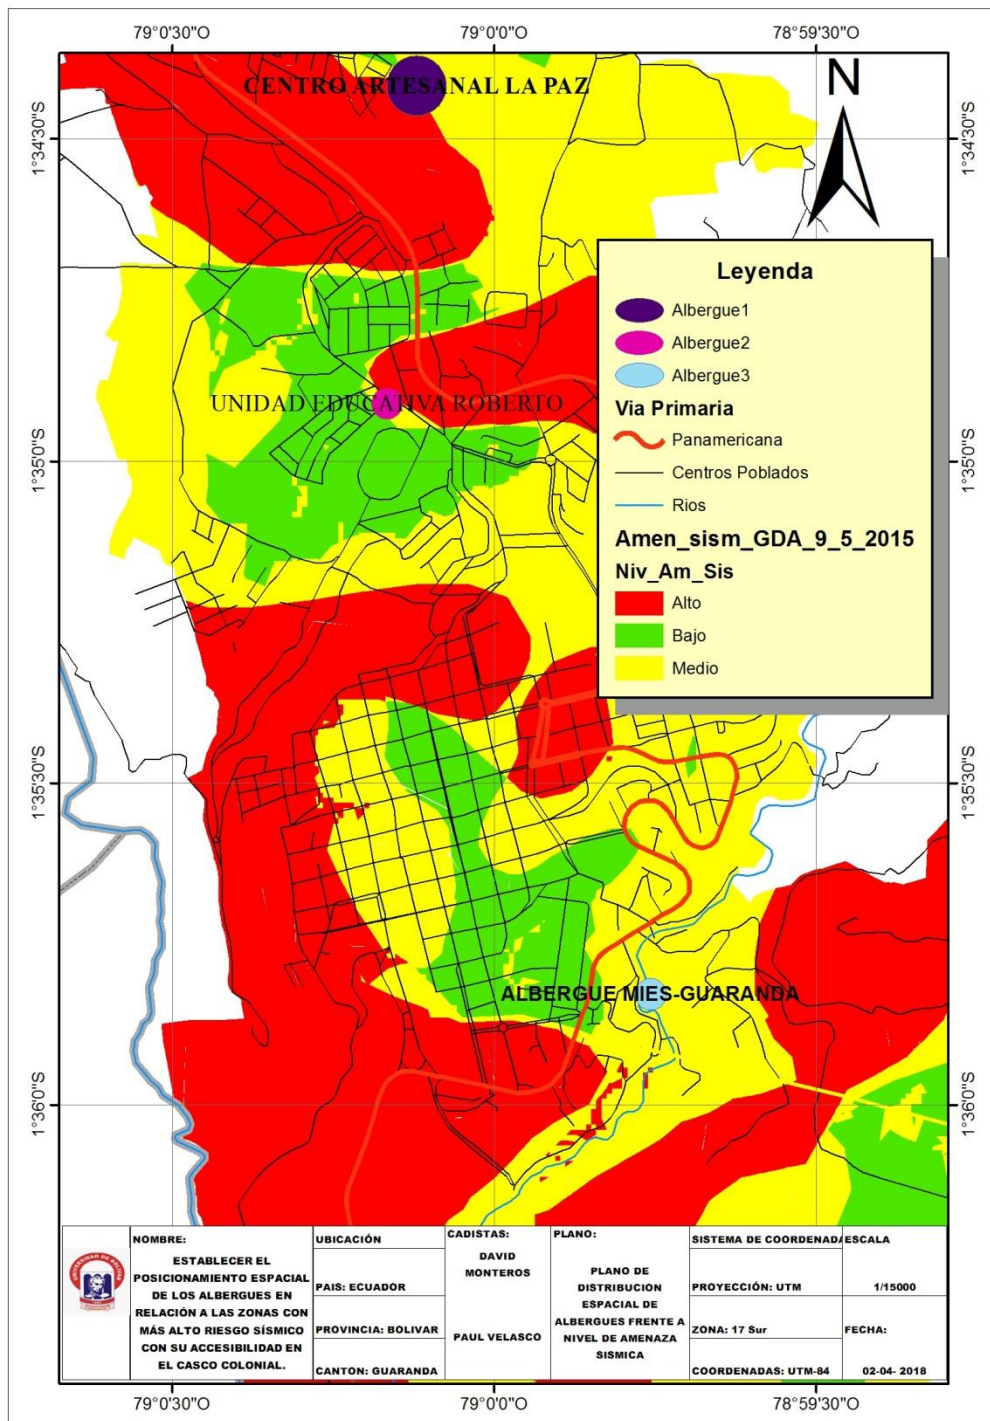 79°0'30"O 79°0'0"O 78°59'30"O
1°34'30"S
1°35'0"S
1°35'30"S
1°36'0"S
CENTRO ARTESANAL LA PAZ
N
1°34'30"S
1°35'0"S
1°35'30"S
1°36'0"S
UNIDAD EDUCATIVA ROBERTO
Leyenda
Albergue1
Albergue2
Albergue3
Via Primaria
Panamericana
Centros Poblados
Rios
Amen_sism_GDA_9_5_2015
Niv_Am_Sis
Alto
Bajo
Medio
ALBERGUE MIES-GUARANDA
UNIVERSIDAD DE BOLIVAR
NOMBRE:
ESTABLECER EL
POSICIONAMIENTO ESPACIAL
DE LOS ALBERGUES EN
RELACIÓN A LAS ZONAS CON
MÁS ALTO RIESGO SÍSMICO
CON SU ACCESIBILIDAD EN
EL CASCO COLONIAL.
UBICACIÓN
PAIS: ECUADOR
PROVINCIA: BOLIVAR
CANTON: GUARANDA
CADISTAS:
DAVID
MONTEROS
PAUL VELASCO
PLANO:
PLANO DE
DISTRIBUCIÓN
ESPACIAL DE
ALBERGUES FRENTE A
NIVEL DE AMENAZA
SISMICA
SISTEMA DE COORDENADA
PROYECCIÓN: UTM
ZONA: 17 Sur
COORDENADAS: UTM-84
ESCALA
1/15000
FECHA:
02-04- 2018
79°0'30"O 79°0'0"O 78°59'30"O